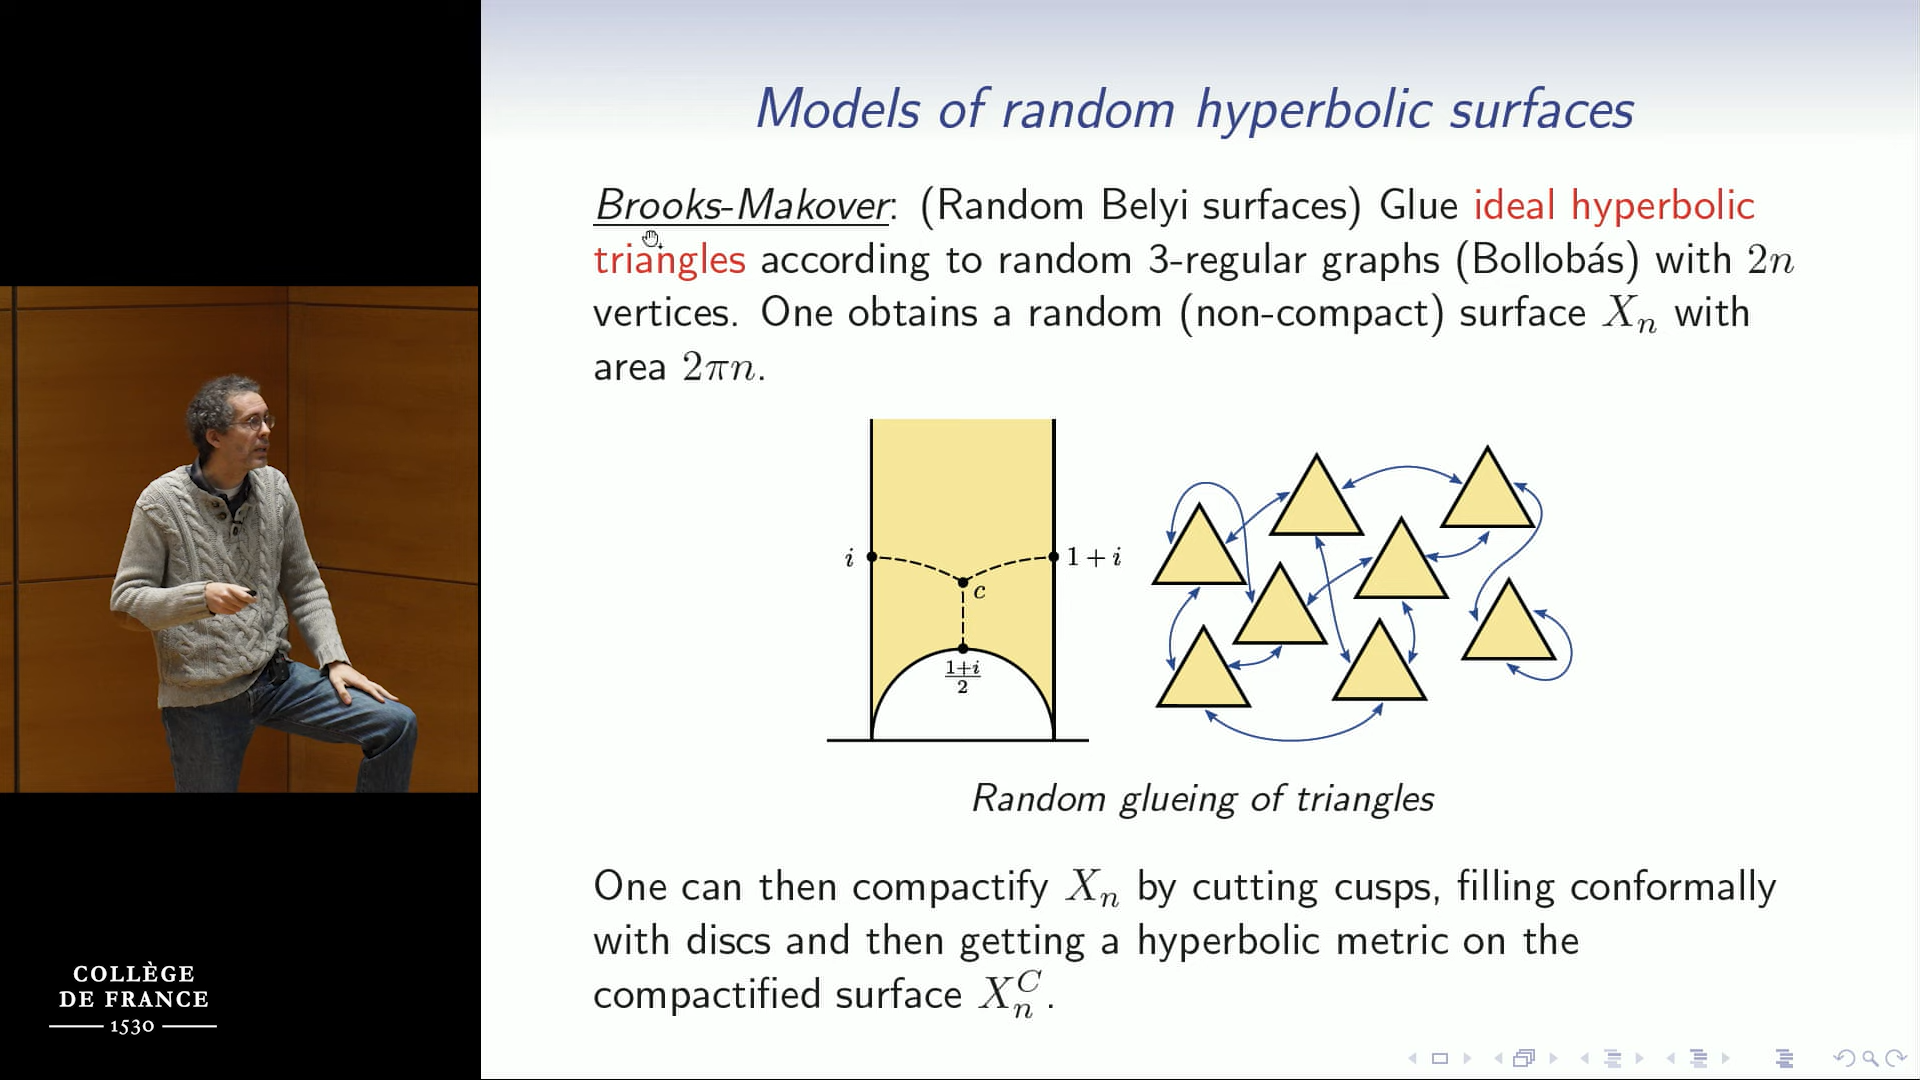 Models of random hyperbolic surfaces
Brooks-Makover: (Random Belyi surfaces) Glue ideal hyperbolic
triangles according to random 3-regular graphs (Bollobás) with 2n
vertices. One obtains a random (non-compact) surface Xₙ with
area 2πn.
i
1 + i
c
1+i
2
Random glueing of triangles
One can then compactify Xₙ by cutting cusps, filling conformally
with discs and then getting a hyperbolic metric on the
compactified surface Xₙᶜ.
COLLÈGE
DE FRANCE
1530